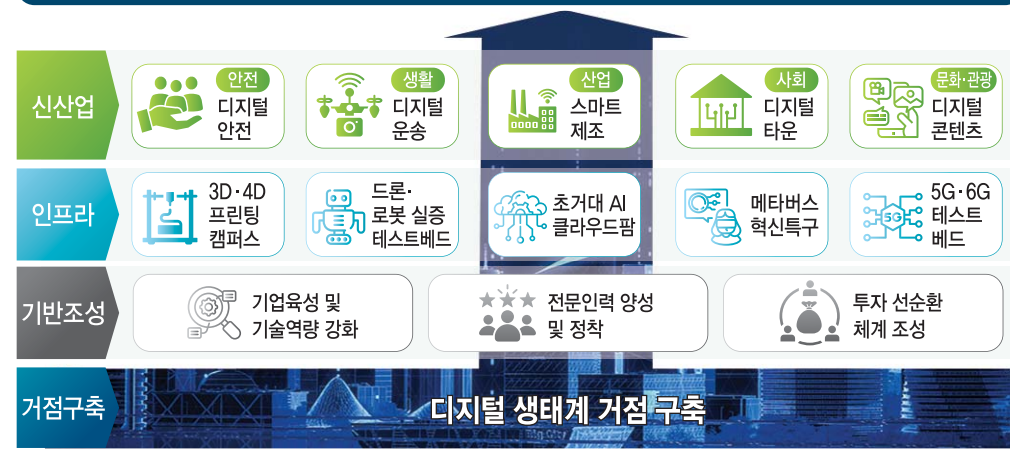 신산업
안전
디지털
안전
생활
디지털
운송
산업
스마트
제조
사회
디지털
타운
문화·관광
디지털
콘텐츠
인프라
3D·4D
프린팅
캠퍼스
드론·
로봇 실증
테스트베드
초거대 AI
클라우드팜
메타버스
혁신특구
5G
5G·6G
테스트
베드
기반조성
기업육성 및
기술역량 강화
전문인력 양성
및 정착
투자 선순환
체계 조성
거점구축
디지털 생태계 거점 구축